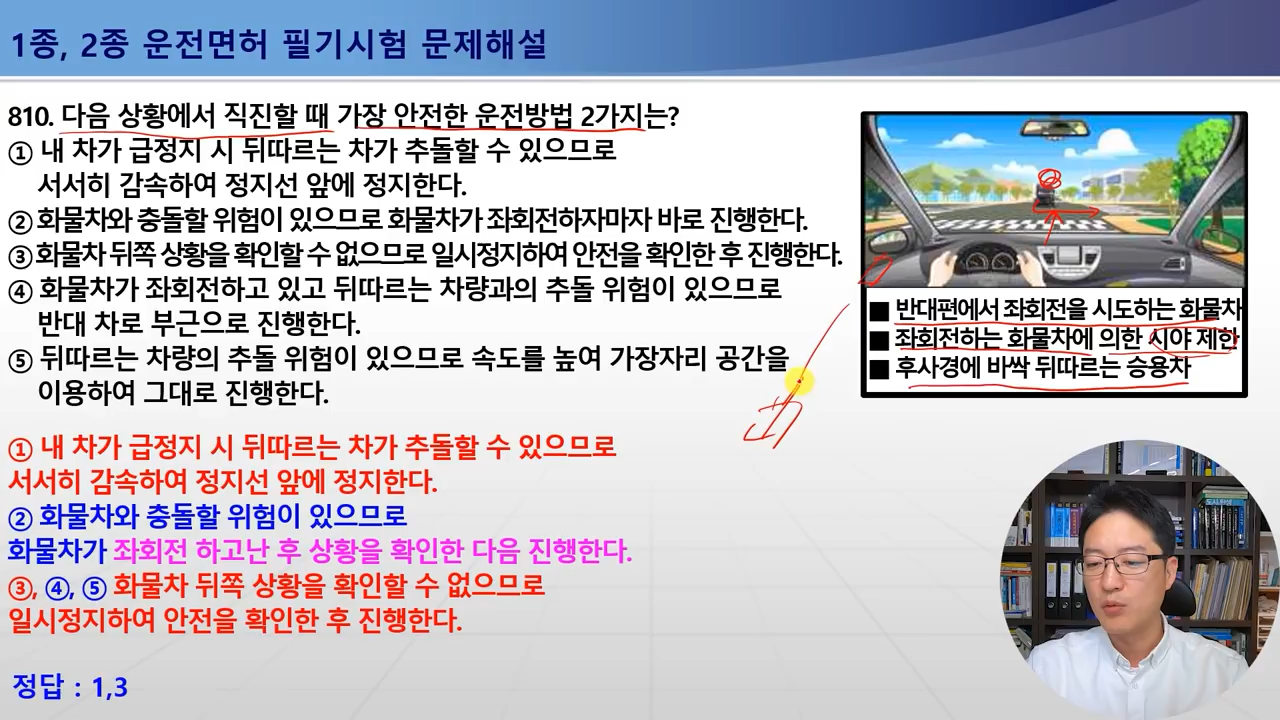 1종, 2종 운전면허 필기시험 문제해설
810. 다음 상황에서 직진할 때 가장 안전한 운전방법 2가지는?
① 내 차가 급정지 시 뒤따르는 차가 추돌할 수 있으므로
서서히 감속하여 정지선 앞에 정지한다.
② 화물차와 충돌할 위험이 있으므로 화물차가 좌회전하자마자 바로 진행한다.
③ 화물차 뒤쪽 상황을 확인할 수 없으므로 일시정지하여 안전을 확인한 후 진행한다.
④ 화물차가 좌회전하고 있고 뒤따르는 차량과의 추돌 위험이 있으므로
반대 차로 부근으로 진행한다.
⑤ 뒤따르는 차량의 추돌 위험이 있으므로 속도를 높여 가장자리 공간을
이용하여 그대로 진행한다.
■ 반대편에서 좌회전을 시도하는 화물차
■ 좌회전하는 화물차에 의한 시야 제한
■ 후사경에 바싹 뒤따르는 승용차
① 내 차가 급정지 시 뒤따르는 차가 추돌할 수 있으므로
서서히 감속하여 정지선 앞에 정지한다.
② 화물차와 충돌할 위험이 있으므로
화물차가 좌회전 하고난 후 상황을 확인한 다음 진행한다.
③, ④, ⑤ 화물차 뒤쪽 상황을 확인할 수 없으므로
일시정지하여 안전을 확인한 후 진행한다.
정답 : 1,3